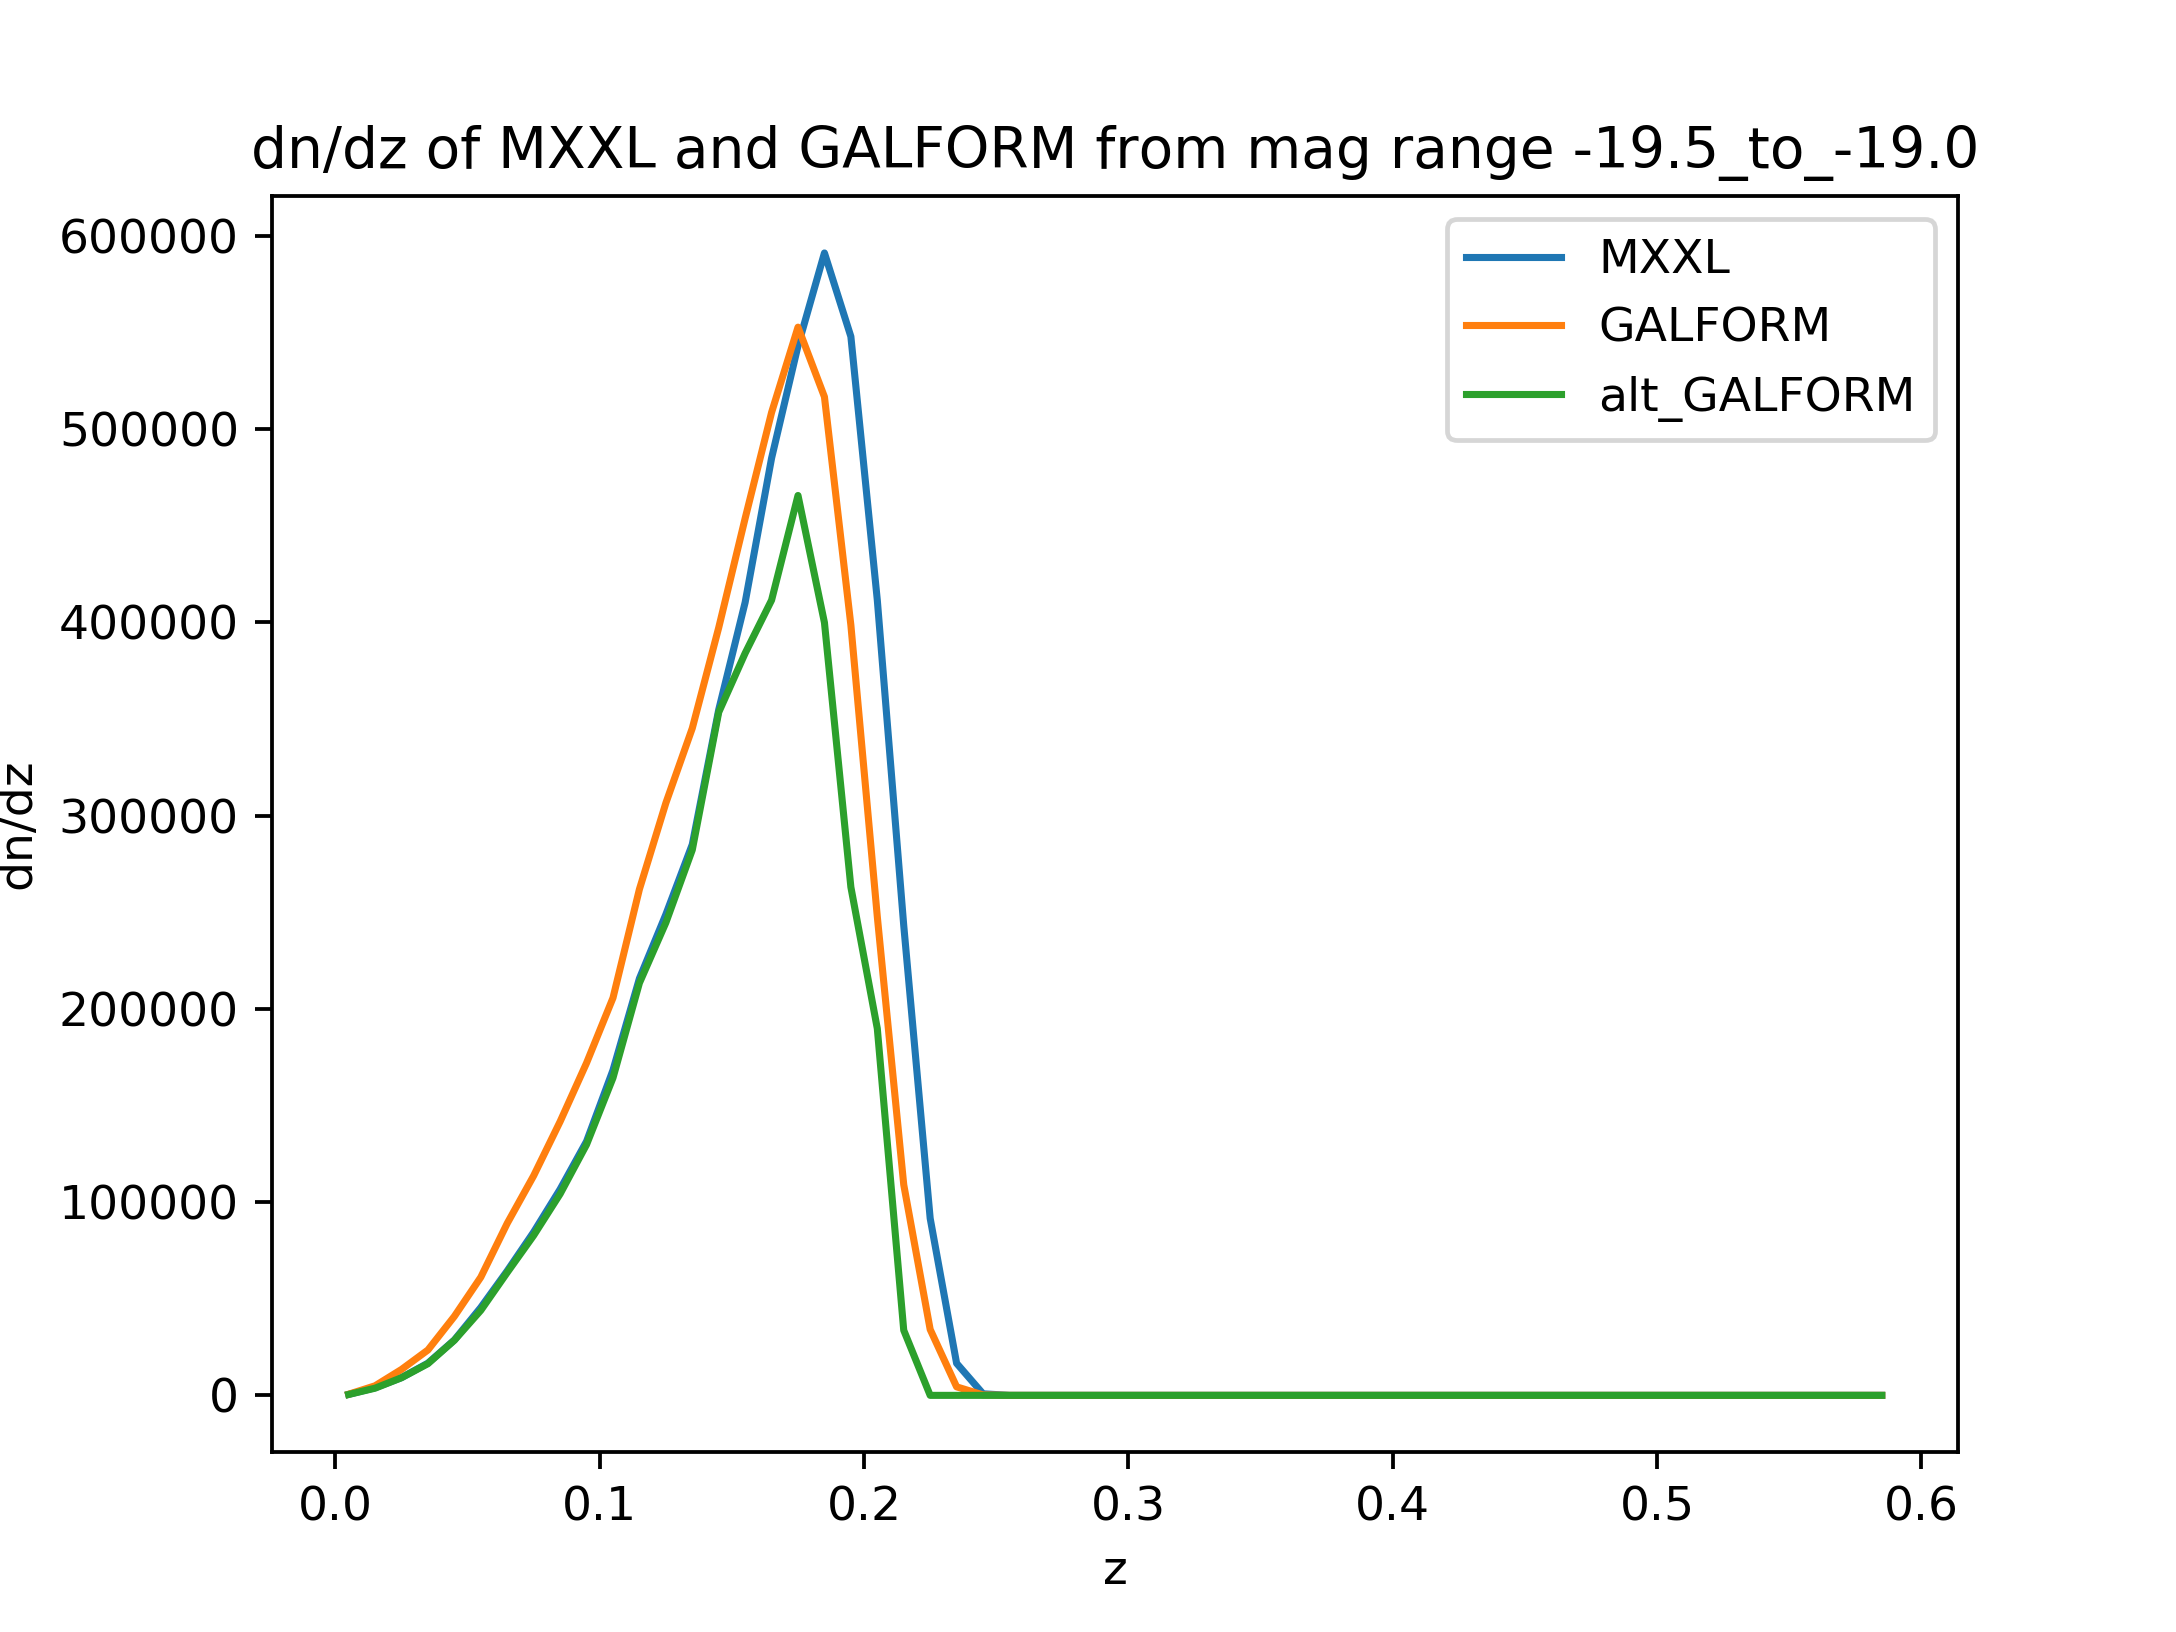 dn/dz of MXXL and GALFORM from mag range -19.5_to_-19.0
600000
500000
400000
300000
200000
100000
0
dn/dz
MXXL
GALFORM
alt_GALFORM
0.0 0.1 0.2 0.3 0.4 0.5 0.6
z